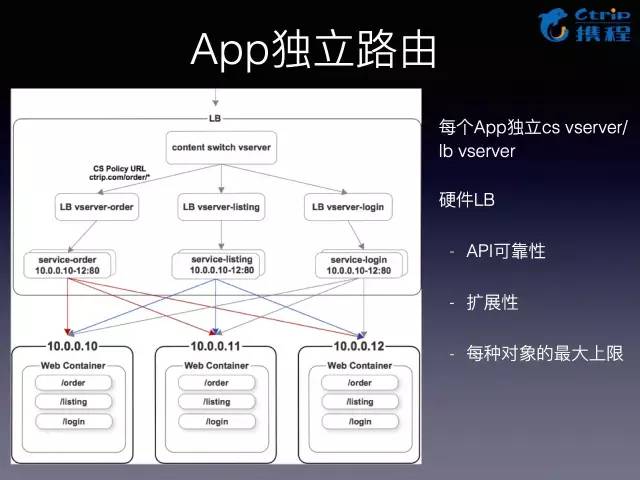 App独立路由
Ctrip
携程
LB
content switch vserver
CS Policy URL
ctrip.com/order/*
LB vserver-order
LB vserver-listing
LB vserver-login
service-order
10.0.0.10-12:80
service-listing
10.0.0.10-12:80
service-login
10.0.0.10-12:80
10.0.0.10
Web Container
/order
/listing
/login
10.0.0.11
Web Container
/order
/listing
/login
10.0.0.12
Web Container
/order
/listing
/login
每个App独立cs vserver/
lb vserver
硬件LB
- API可靠性
- 扩展性
- 每种对象的最大上限